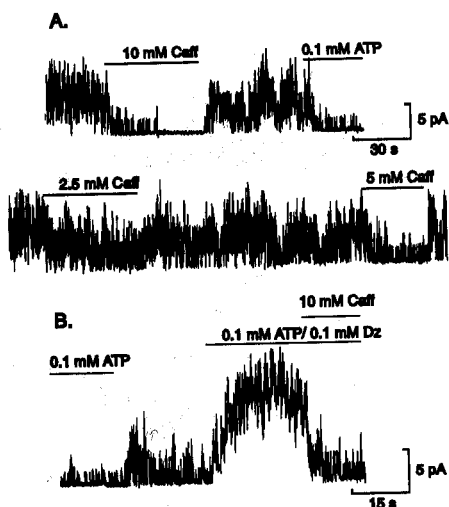 A.
10 mM Caff
0.1 mM ATP
5 pA
30 s
2.5 mM Caff
5 mM Caff
B.
10 mM Caff
0.1 mM ATP/ 0.1 mM Dz
0.1 mM ATP
5 pA
15 s